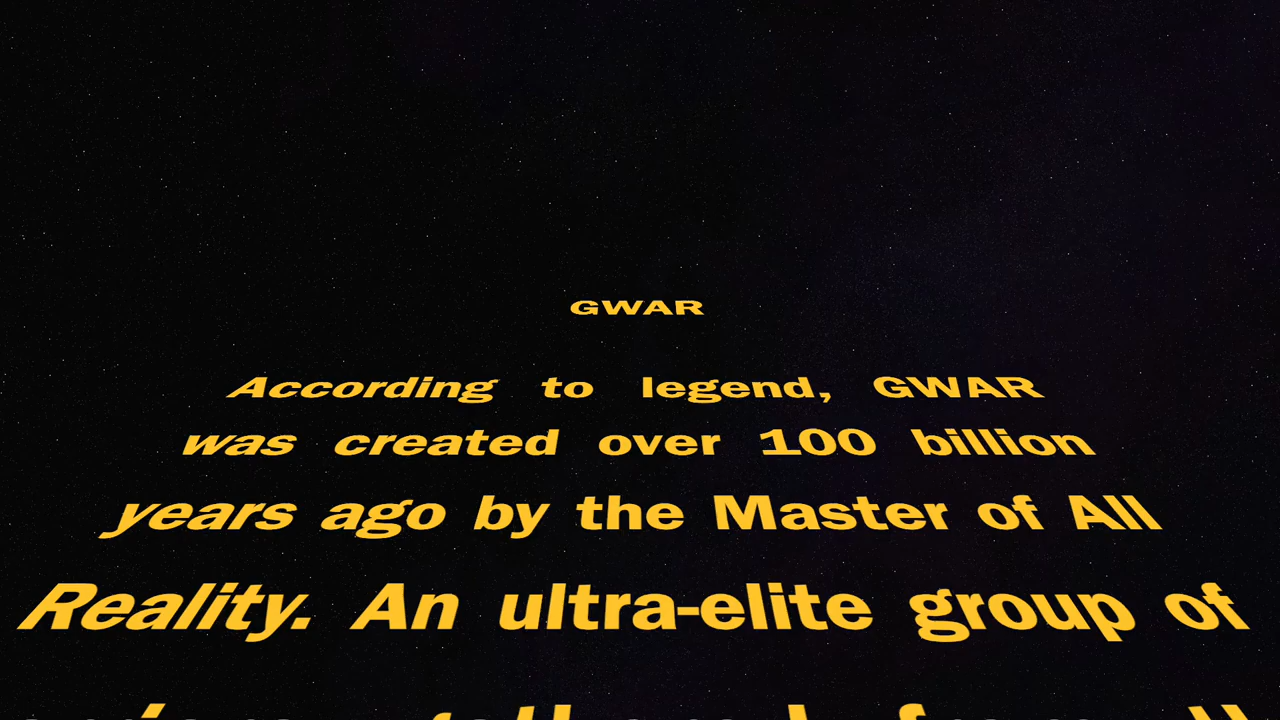 GWAR
According to legend, GWAR
was created over 100 billion
years ago by the Master of All
Reality. An ultra-elite group of